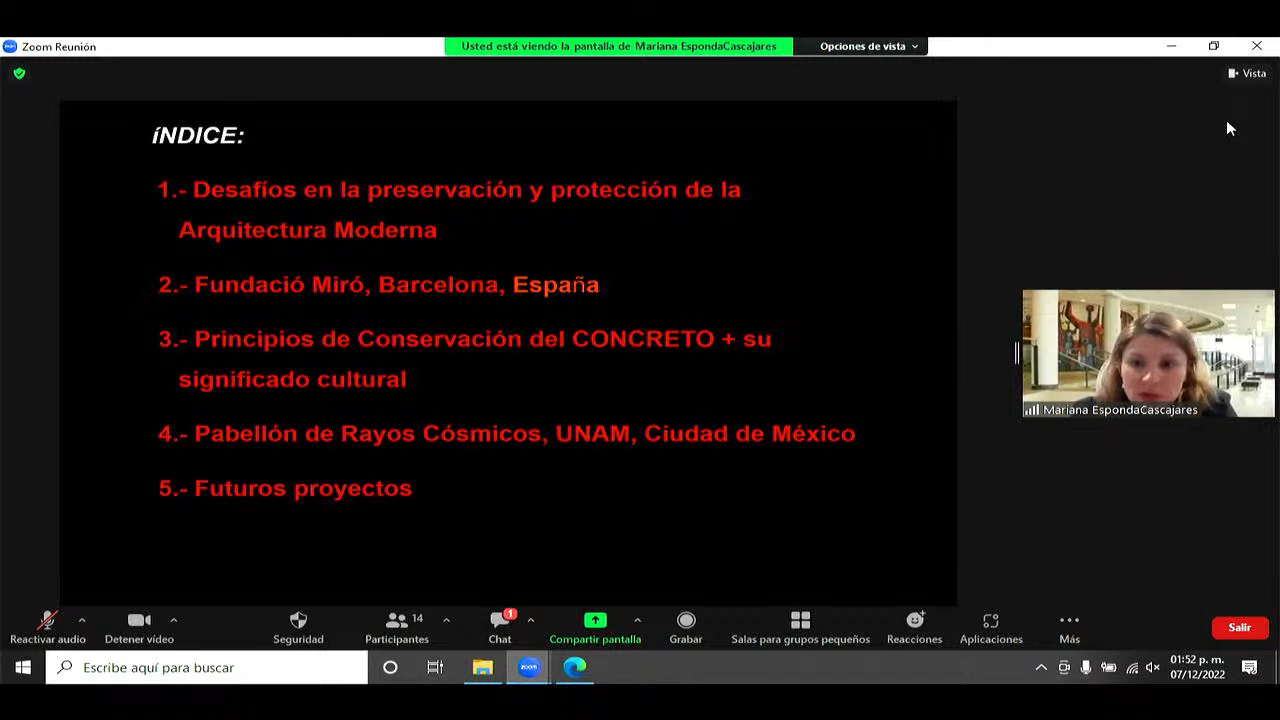 Zoom Reunión
Usted está viendo la pantalla de Mariana EspondaCascajares
Opciones de vista
Vista
íNDICE:
1.- Desafíos en la preservación y protección de la
Arquitectura Moderna
2.- Fundació Miró, Barcelona, España
3.- Principios de Conservación del CONCRETO + su
significado cultural
4.- Pabellón de Rayos Cósmicos, UNAM, Ciudad de México
5.- Futuros proyectos
Mariana EspondaCascajares
Reactivar audio
Detener vídeo
Seguridad
14
Participantes
1
Chat
Compartir pantalla
Grabar
Salas para grupos pequeños
Reacciones
Aplicaciones
Más
Salir
Escribe aquí para buscar
zoom
01:52 p. m.
07/12/2022